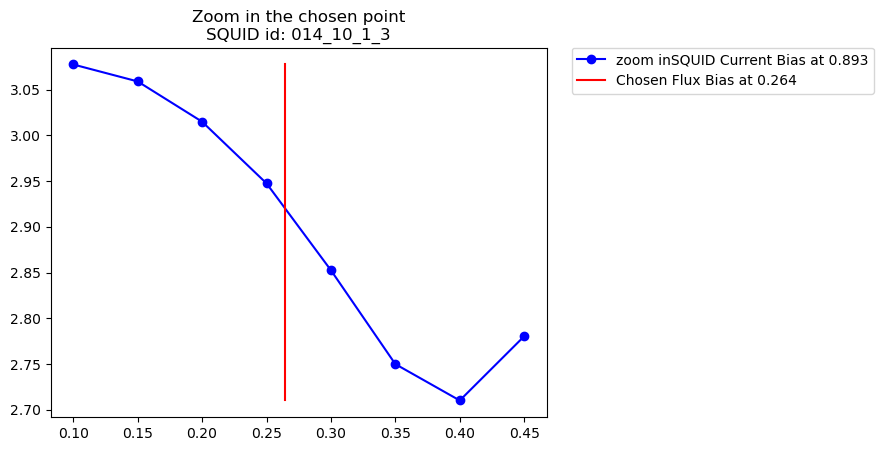 Zoom in the chosen point
SQUID id: 014_10_1_3
zoom inSQUID Current Bias at 0.893
Chosen Flux Bias at 0.264
3.05
3.00
2.95
2.90
2.85
2.80
2.75
2.70
0.10 0.15 0.20 0.25 0.30 0.35 0.40 0.45